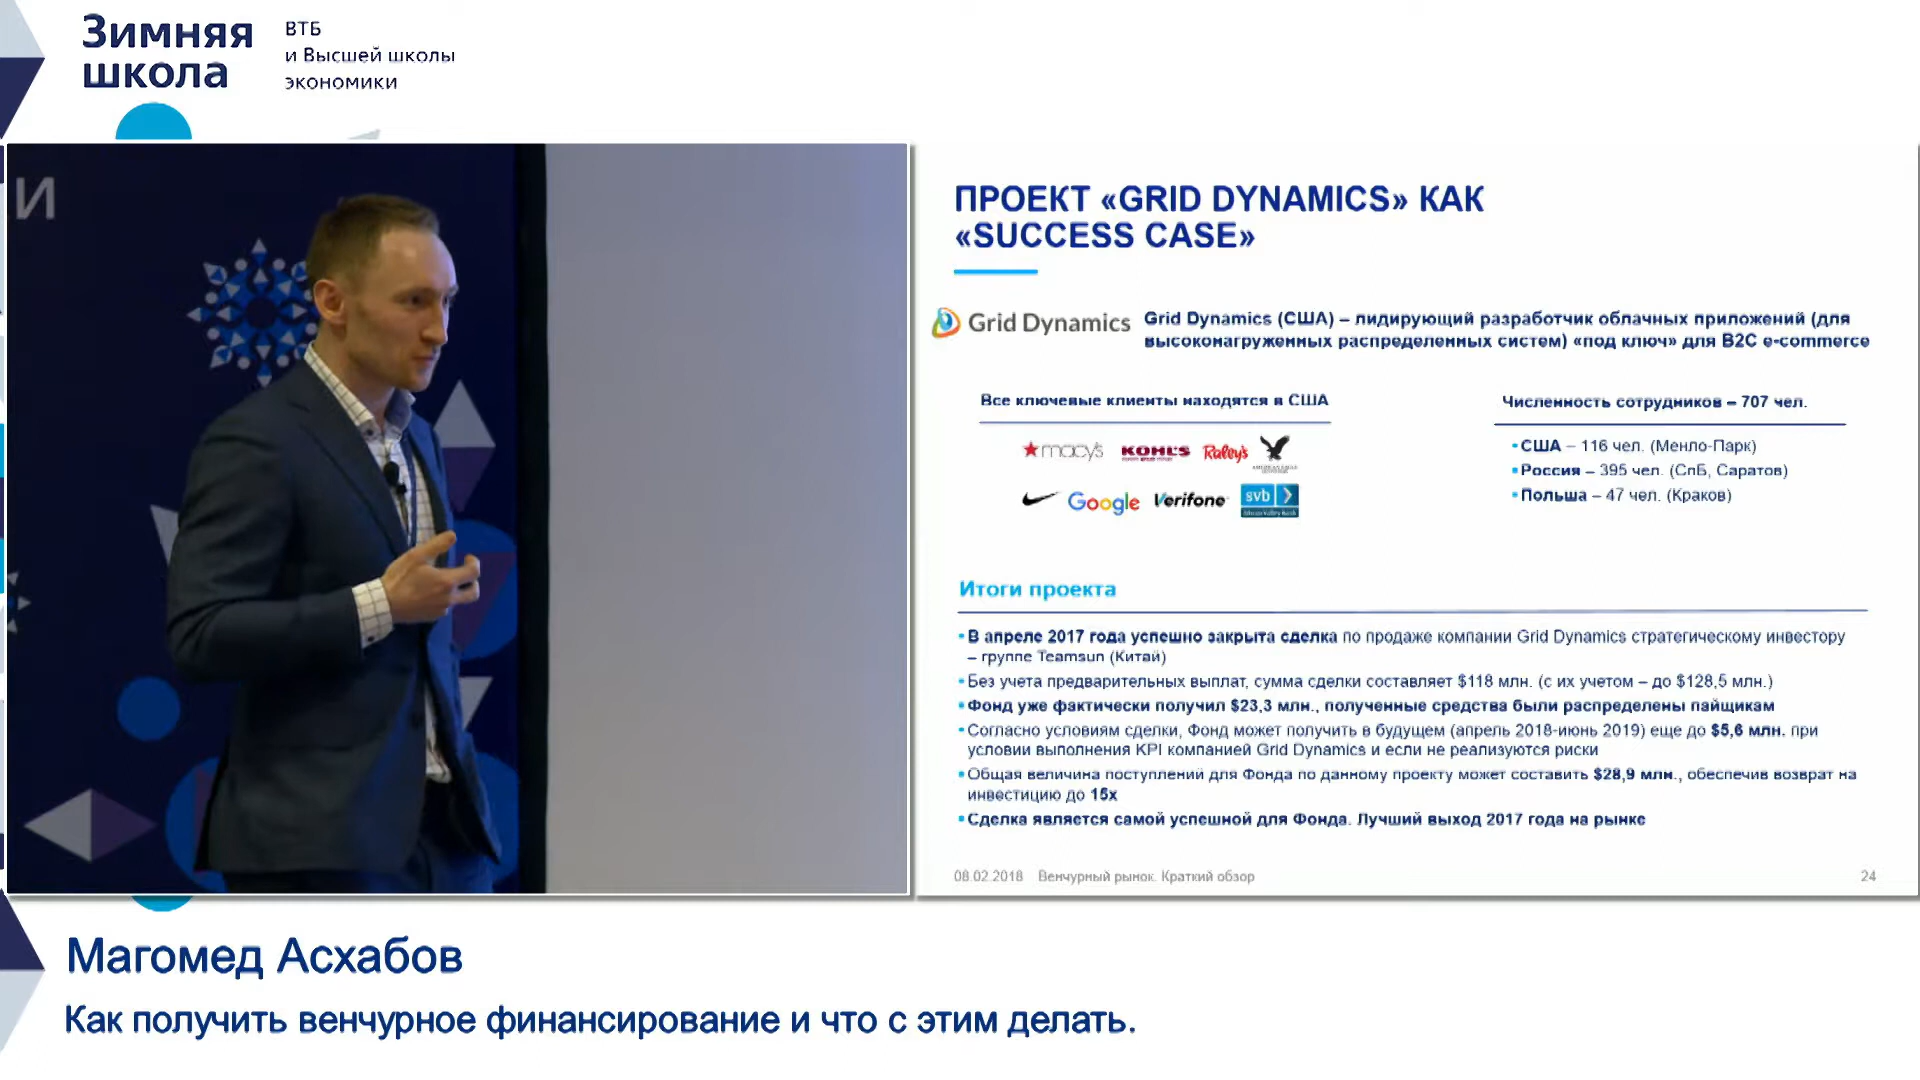 Зимняя
школа
ВТБ
и Высшей школы
экономики
И
ПРОЕКТ «GRID DYNAMICS» КАК
«SUCCESS CASE»
Grid Dynamics
Grid Dynamics (США) – лидирующий разработчик облачных приложений (для
высоконагруженных распределенных систем) «под ключ» для B2C e-commerce
Все ключевые клиенты находятся в США
Численность сотрудников – 707 чел.
macy's KOHL'S Raley's
Google Verifone svb
Silicon Valley Bank
США – 116 чел. (Менло-Парк)
Россия – 395 чел. (СпБ, Саратов)
Польша – 47 чел. (Краков)
Итоги проекта
В апреле 2017 года успешно закрыта сделка по продаже компании Grid Dynamics стратегическому инвестору
– группе Teamsun (Китай)
Без учета предварительных выплат, сумма сделки составляет $118 млн. (с их учетом – до $128,5 млн.)
Фонд уже фактически получил $23,3 млн., полученные средства были распределены пайщикам
Согласно условиям сделки, Фонд может получить в будущем (апрель 2018-июнь 2019) еще до $5,6 млн. при
условии выполнения KPI компанией Grid Dynamics и если не реализуются риски
Общая величина поступлений для Фонда по данному проекту может составить $28,9 млн., обеспечив возврат на
инвестицию до 15x
Сделка является самой успешной для Фонда. Лучший выход 2017 года на рынке
08.02.2018 Венчурный рынок. Краткий обзор
24
Магомед Асхабов
Как получить венчурное финансирование и что с этим делать.